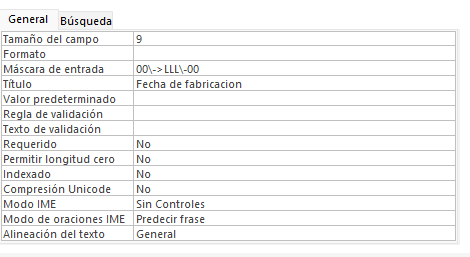 General Búsqueda
Tamaño del campo 9
Formato
Máscara de entrada 00\->LLL\-00
Título Fecha de fabricacion
Valor predeterminado
Regla de validación
Texto de validación
Requerido No
Permitir longitud cero No
Indexado No
Compresión Unicode No
Modo IME Sin Controles
Modo de oraciones IME Predecir frase
Alineación del texto General